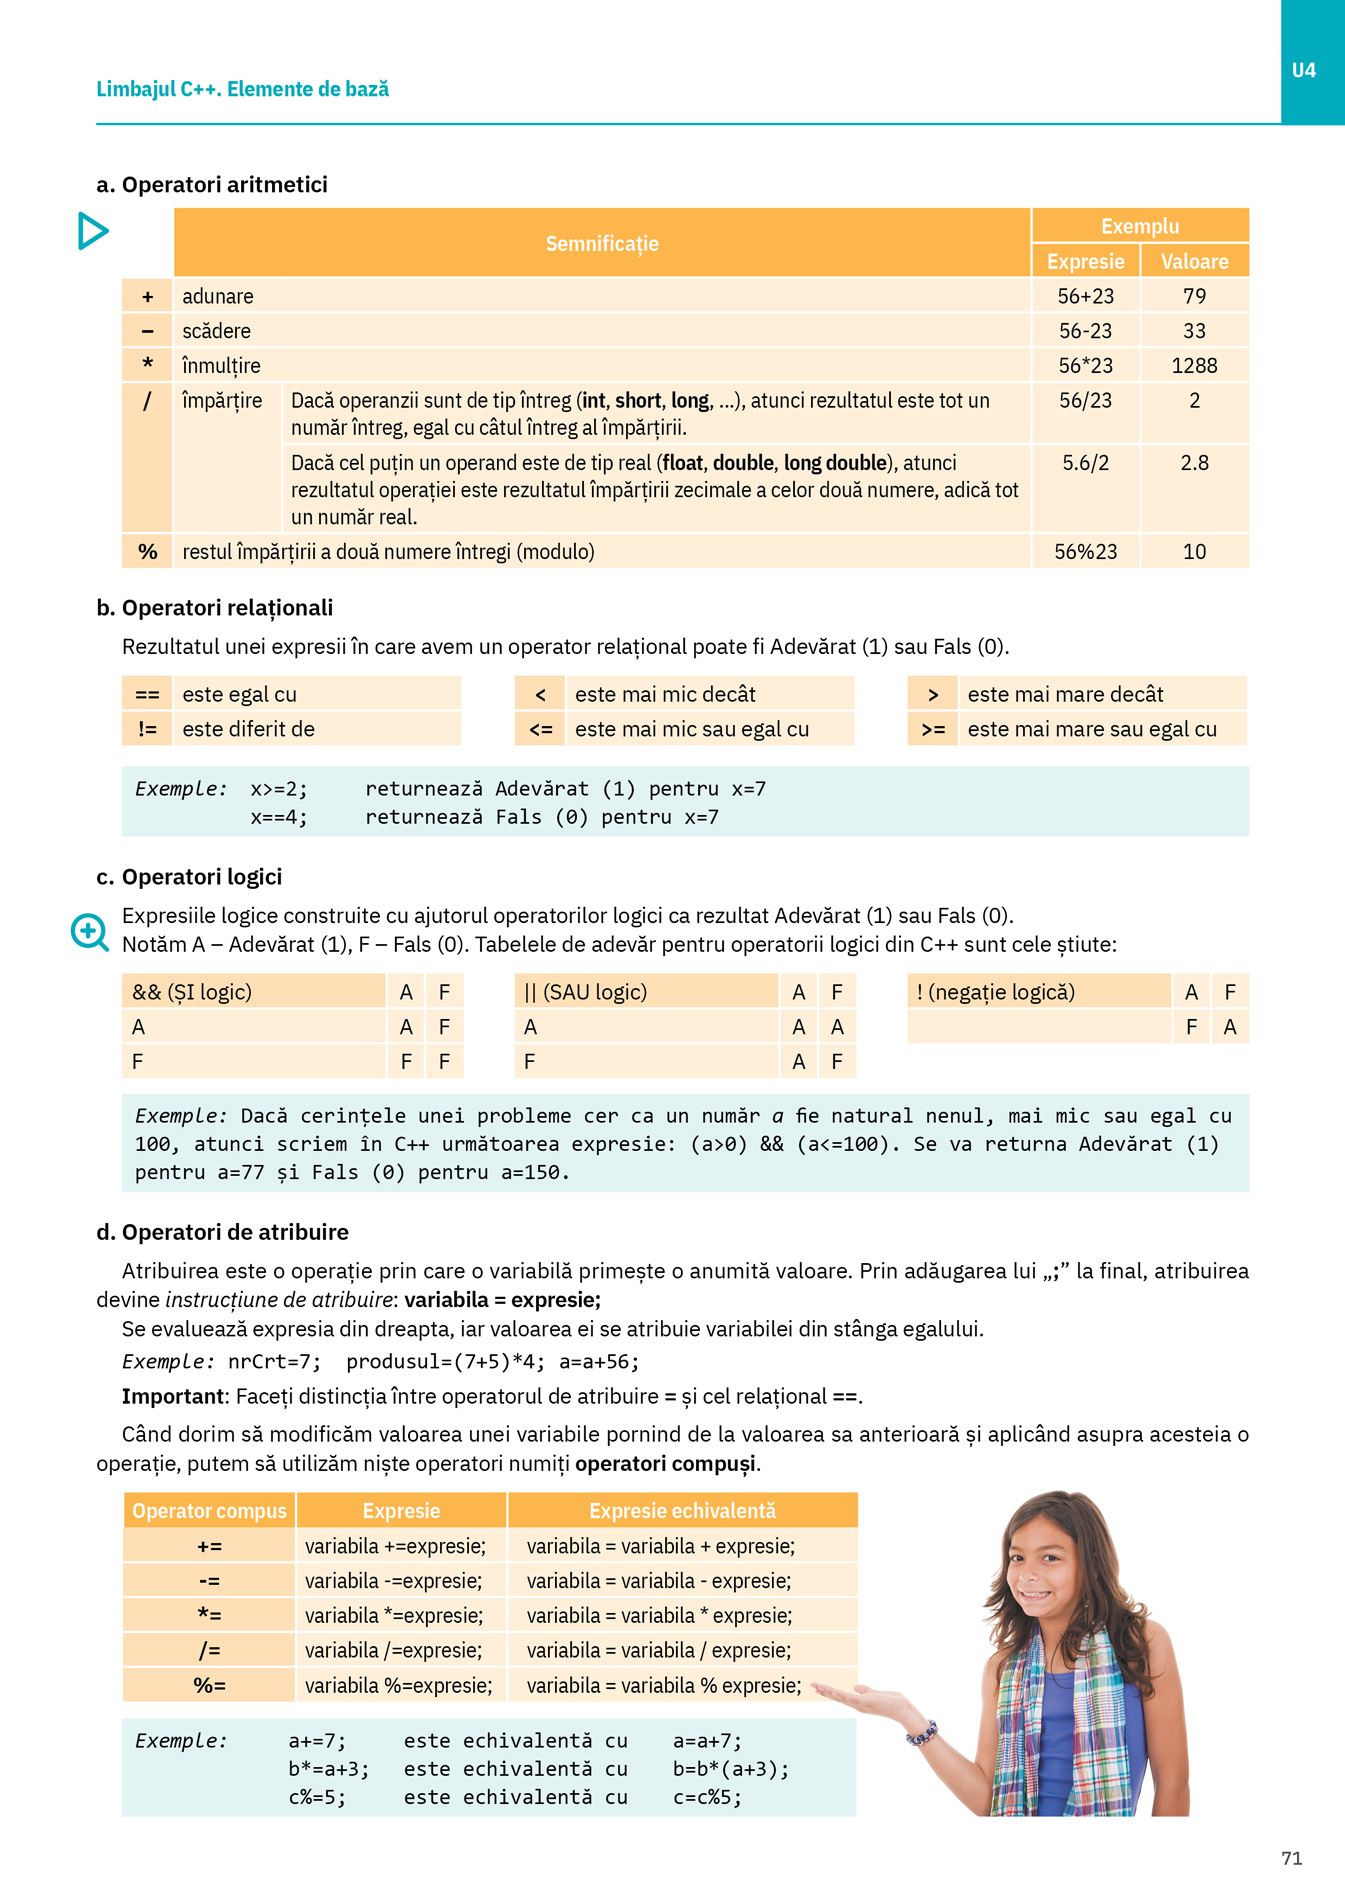 U4
Limbajul C++. Elemente de bază
a. Operatori aritmetici
Semnificație
Exemplu
Expresie Valoare
+ adunare 56+23 79
– scădere 56-23 33
* înmulțire 56*23 1288
/ împărțire Dacă operanzii sunt de tip întreg (int, short, long, ...), atunci rezultatul este tot un 56/23 2
număr întreg, egal cu câtul întreg al împărțirii.
Dacă cel puțin un operand este de tip real (float, double, long double), atunci 5.6/2 2.8
rezultatul operației este rezultatul împărțirii zecimale a celor două numere, adică tot
un număr real.
% restul împărțirii a două numere întregi (modulo) 56%23 10
b. Operatori relaționali
Rezultatul unei expresii în care avem un operator relațional poate fi Adevărat (1) sau Fals (0).
== este egal cu < este mai mic decât > este mai mare decât
!= este diferit de <= este mai mic sau egal cu >= este mai mare sau egal cu
Exemple: x>=2; returnează Adevărat (1) pentru x=7
x==4; returnează Fals (0) pentru x=7
c. Operatori logici
Expresiile logice construite cu ajutorul operatorilor logici ca rezultat Adevărat (1) sau Fals (0).
Notăm A – Adevărat (1), F – Fals (0). Tabelele de adevăr pentru operatorii logici din C++ sunt cele știute:
&& (ȘI logic) A F || (SAU logic) A F ! (negație logică) A F
A A F A A A F A
F F F F A F
Exemple: Dacă cerințele unei probleme cer ca un număr a fie natural nenul, mai mic sau egal cu
100, atunci scriem în C++ următoarea expresie: (a>0) && (a<=100). Se va returna Adevărat (1)
pentru a=77 și Fals (0) pentru a=150.
d. Operatori de atribuire
Atribuirea este o operație prin care o variabilă primește o anumită valoare. Prin adăugarea lui „;” la final, atribuirea
devine instrucțiune de atribuire: variabila = expresie;
Se evaluează expresia din dreapta, iar valoarea ei se atribuie variabilei din stânga egalului.
Exemple: nrCrt=7; produsul=(7+5)*4; a=a+56;
Important: Faceți distincția între operatorul de atribuire = și cel relațional ==.
Când dorim să modificăm valoarea unei variabile pornind de la valoarea sa anterioară și aplicând asupra acesteia o
operație, putem să utilizăm niște operatori numiți operatori compuși.
Operator compus Expresie Expresie echivalentă
+= variabila +=expresie; variabila = variabila + expresie;
-= variabila -=expresie; variabila = variabila - expresie;
*= variabila *=expresie; variabila = variabila * expresie;
/= variabila /=expresie; variabila = variabila / expresie;
%= variabila %=expresie; variabila = variabila % expresie;
Exemple: a+=7; este echivalentă cu a=a+7;
b*=a+3; este echivalentă cu b=b*(a+3);
c%=5; este echivalentă cu c=c%5;
71